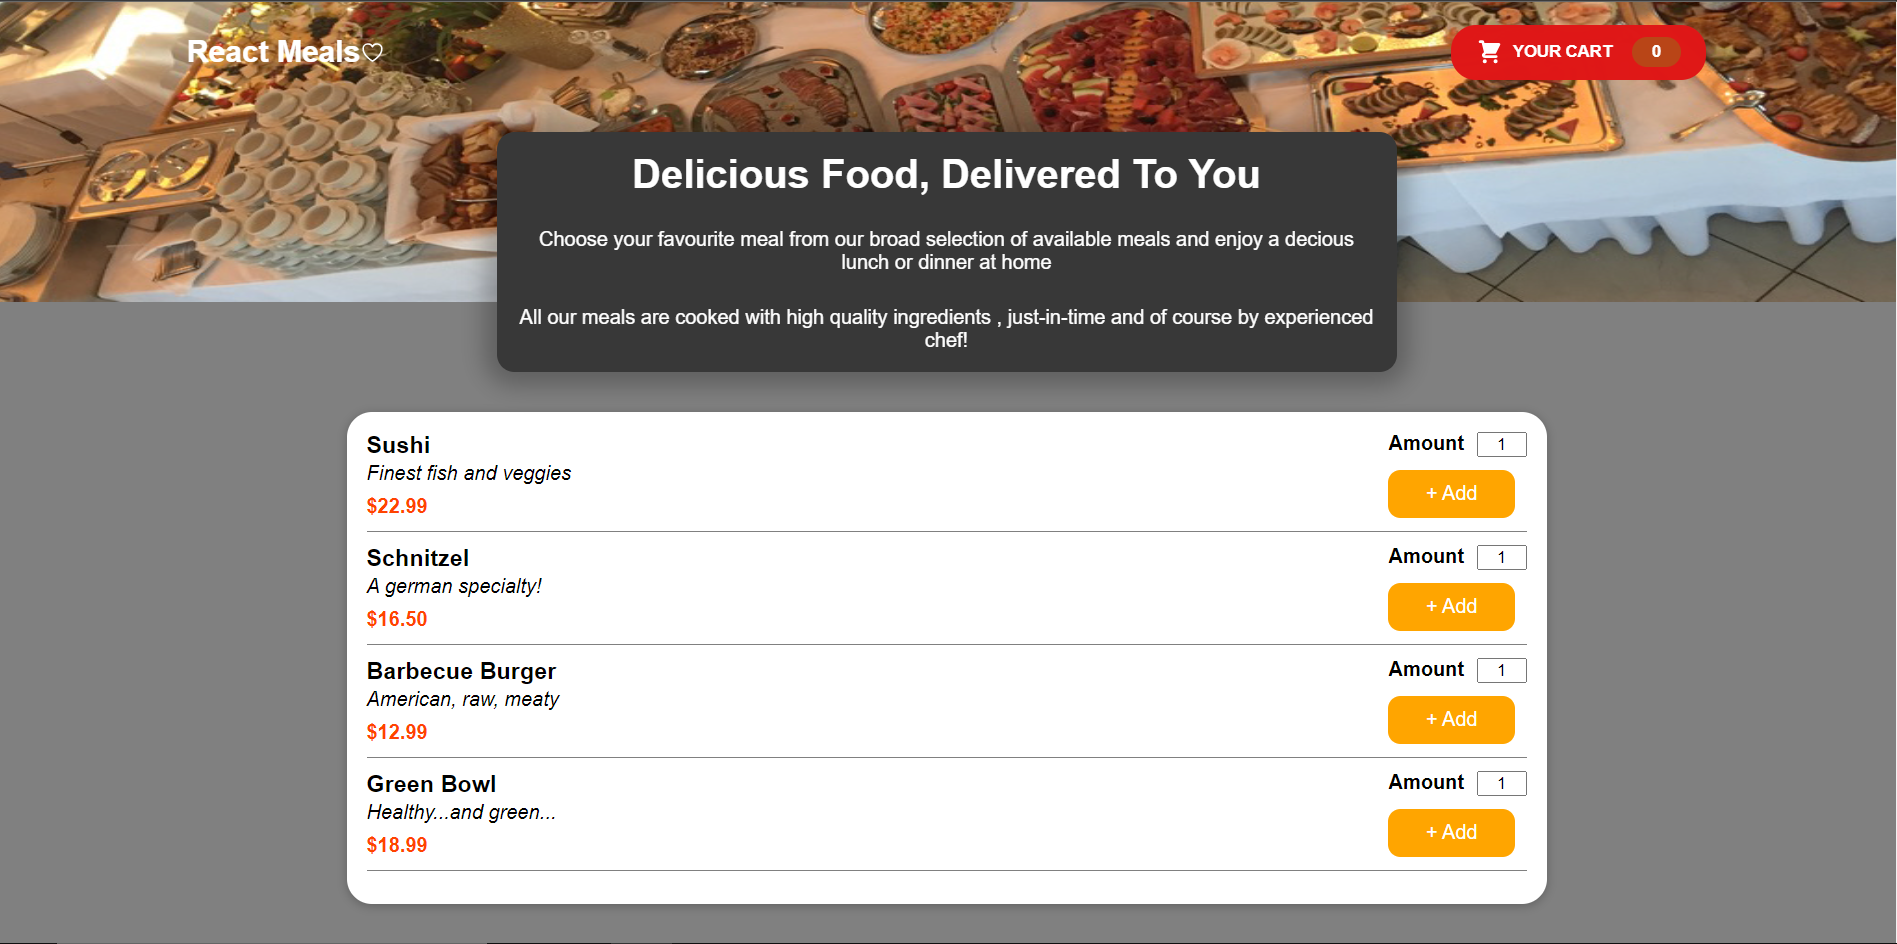 React Meals♡
YOUR CART 0
Delicious Food, Delivered To You
Choose your favourite meal from our broad selection of available meals and enjoy a decious
lunch or dinner at home
All our meals are cooked with high quality ingredients , just-in-time and of course by experienced
chef!
Sushi
Finest fish and veggies
$22.99
Amount 1
+ Add
Schnitzel
A german specialty!
$16.50
Amount 1
+ Add
Barbecue Burger
American, raw, meaty
$12.99
Amount 1
+ Add
Green Bowl
Healthy...and green...
$18.99
Amount 1
+ Add